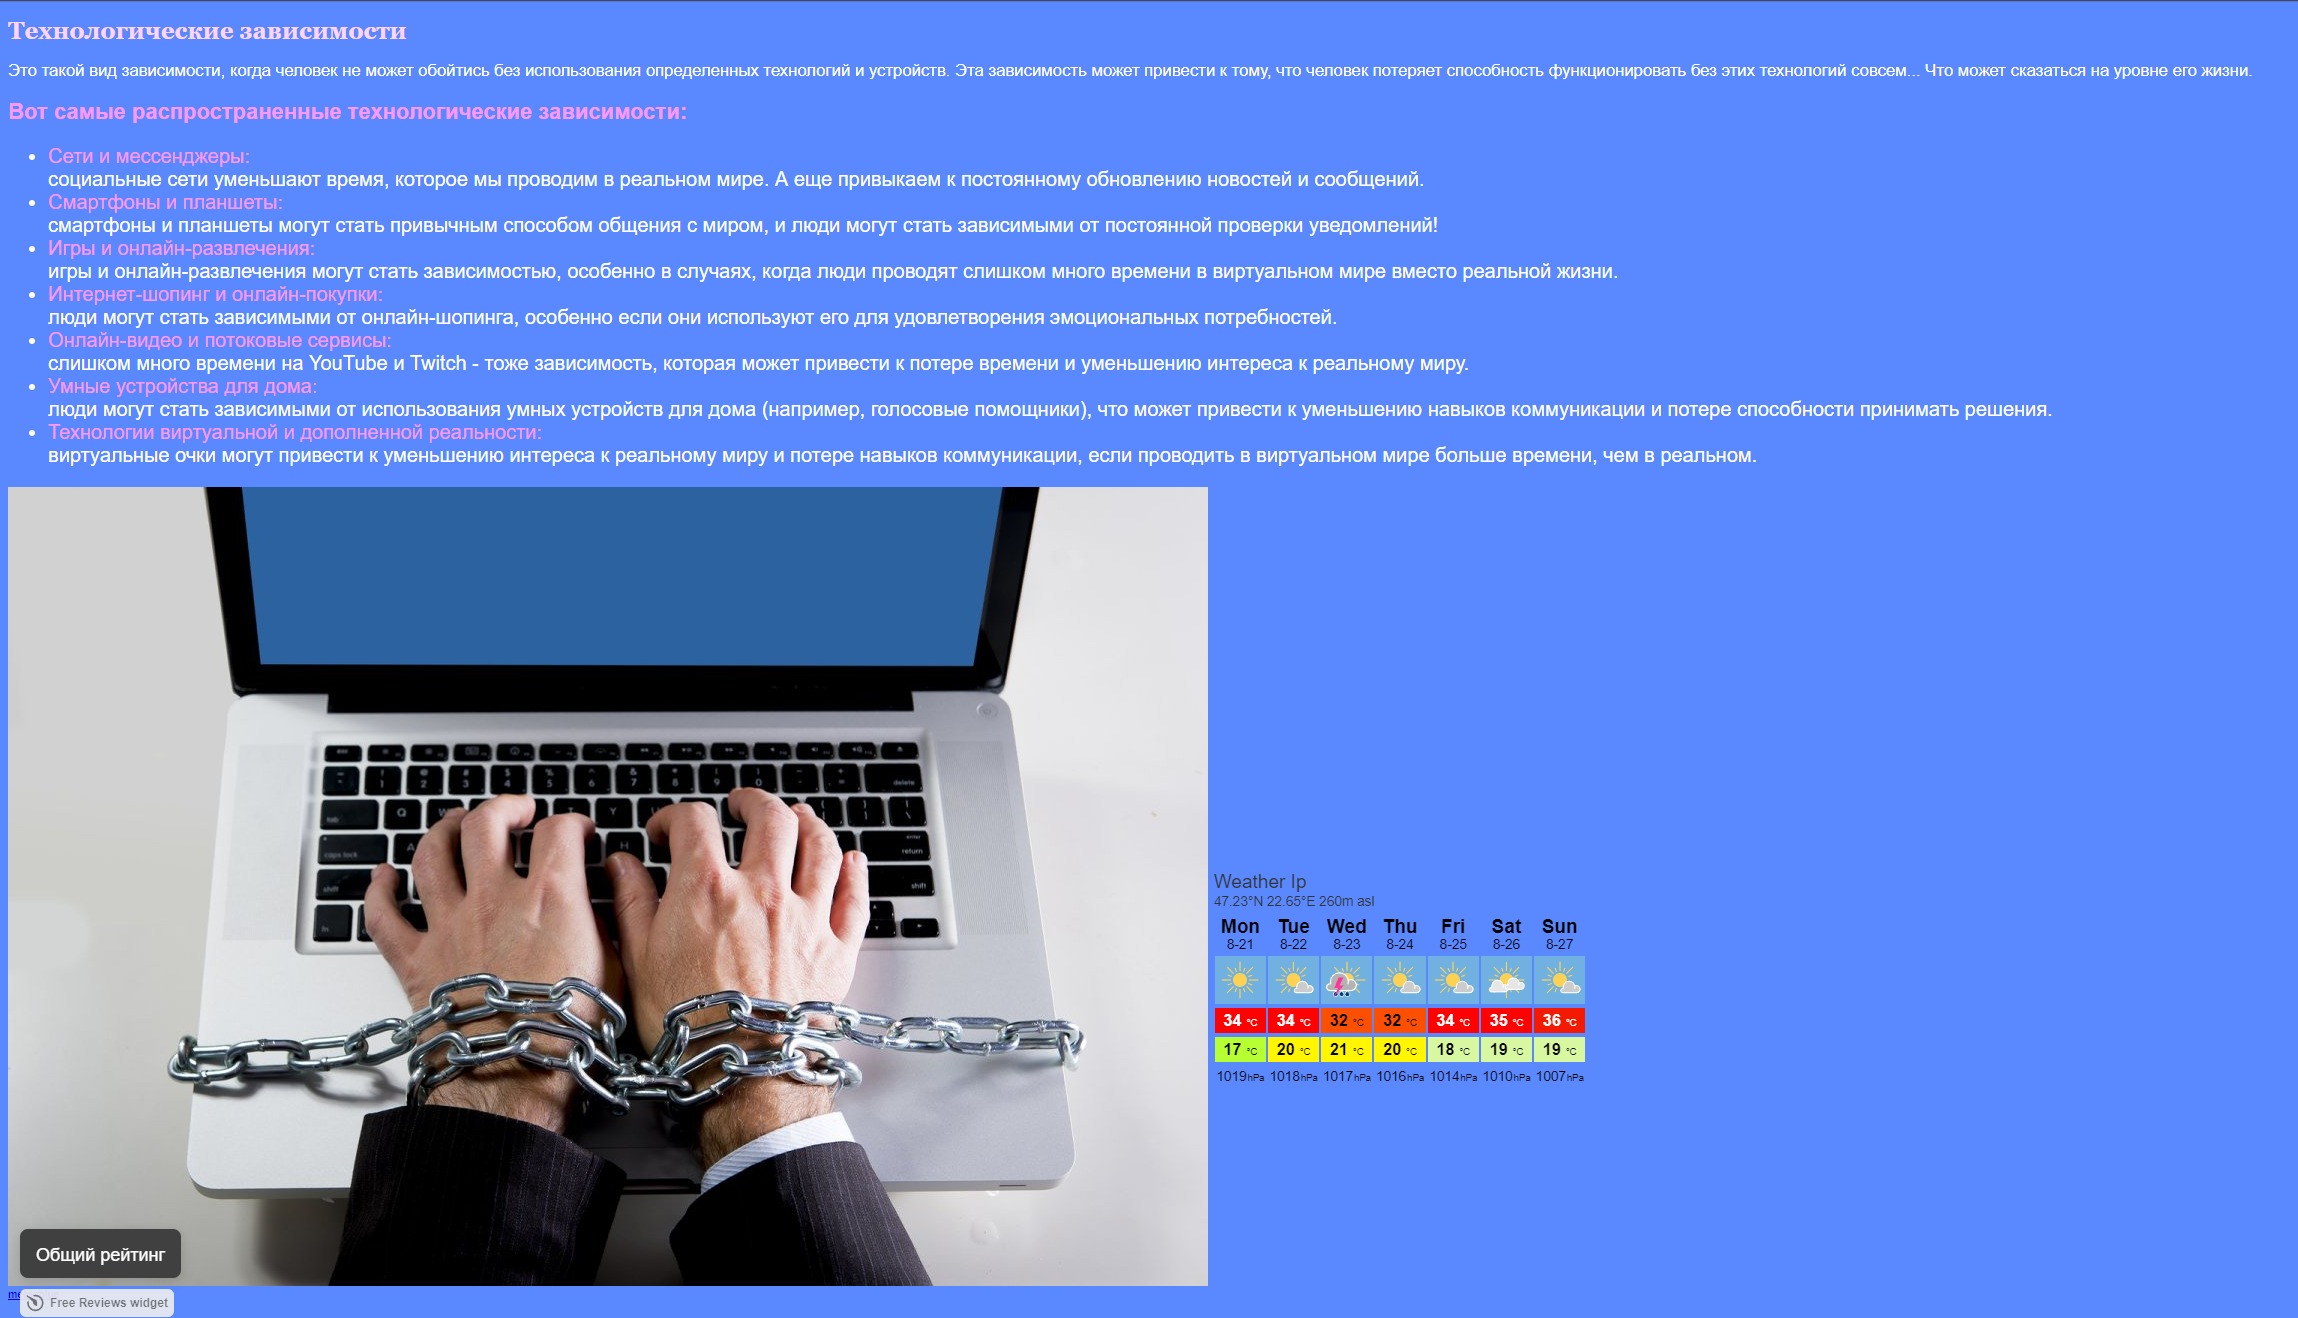 Технологические зависимости
Это такой вид зависимости, когда человек не может обойтись без использования определенных технологий и устройств. Эта зависимость может привести к тому, что человек потеряет способность функционировать без этих технологий совсем... Что может сказаться на уровне его жизни.
Вот самые распространенные технологические зависимости:
Сети и мессенджеры:
социальные сети уменьшают время, которое мы проводим в реальном мире. А еще привыкаем к постоянному обновлению новостей и сообщений.
Смартфоны и планшеты:
смартфоны и планшеты могут стать привычным способом общения с миром, и люди могут стать зависимыми от постоянной проверки уведомлений!
Игры и онлайн-развлечения:
игры и онлайн-развлечения могут стать зависимостью, особенно в случаях, когда люди проводят слишком много времени в виртуальном мире вместо реальной жизни.
Интернет-шопинг и онлайн-покупки:
люди могут стать зависимыми от онлайн-шопинга, особенно если они используют его для удовлетворения эмоциональных потребностей.
Онлайн-видео и потоковые сервисы:
слишком много времени на YouTube и Twitch - тоже зависимость, которая может привести к потере времени и уменьшению интереса к реальному миру.
Умные устройства для дома:
люди могут стать зависимыми от использования умных устройств для дома (например, голосовые помощники), что может привести к уменьшению навыков коммуникации и потере способности принимать решения.
Технологии виртуальной и дополненной реальности:
виртуальные очки могут привести к уменьшению интереса к реальному миру и потере навыков коммуникации, если проводить в виртуальном мире больше времени, чем в реальном.
Weather Ip
47.23°N 22.65°E 260m asl
Mon Tue Wed Thu Fri Sat Sun
8-21 8-22 8-23 8-24 8-25 8-26 8-27
34 °C 34 °C 32 °C 32 °C 34 °C 35 °C 36 °C
17 °C 20 °C 21 °C 20 °C 18 °C 19 °C 19 °C
1019hPa 1018hPa 1017hPa 1016hPa 1014hPa 1010hPa 1007hPa
Общий рейтинг
Free Reviews widget